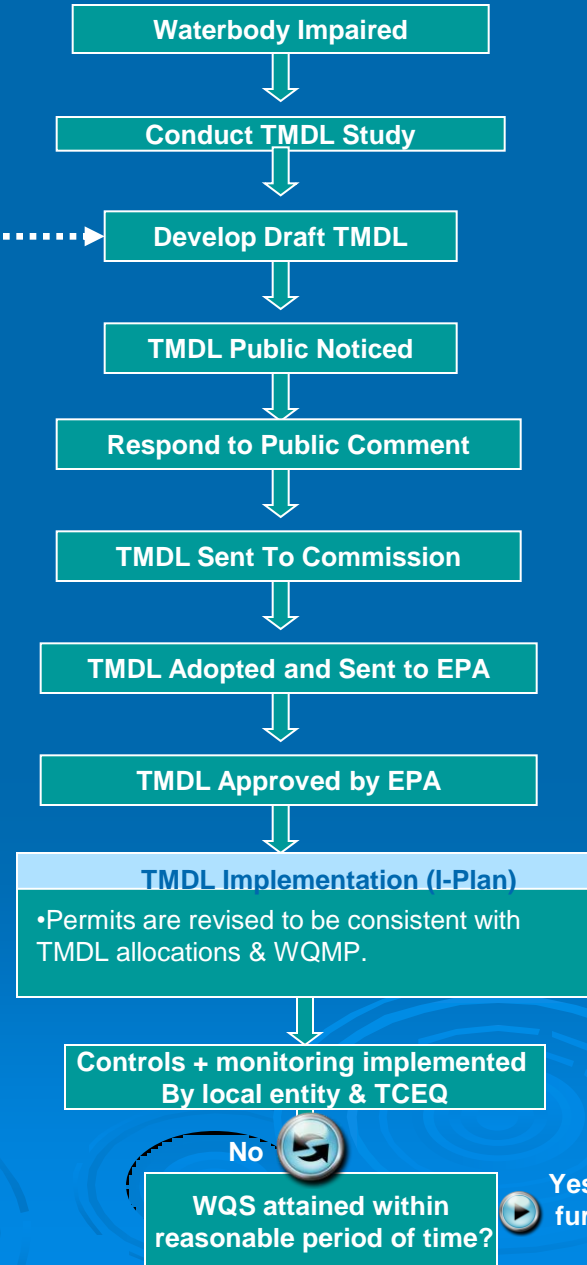 Waterbody Impaired
Conduct TMDL Study
Develop Draft TMDL
TMDL Public Noticed
Respond to Public Comment
TMDL Sent To Commission
TMDL Adopted and Sent to EPA
TMDL Approved by EPA
TMDL Implementation (I-Plan)
•Permits are revised to be consistent with
TMDL allocations & WQMP.
Controls + monitoring implemented
By local entity & TCEQ
No
WQS attained within
reasonable period of time?
Yes